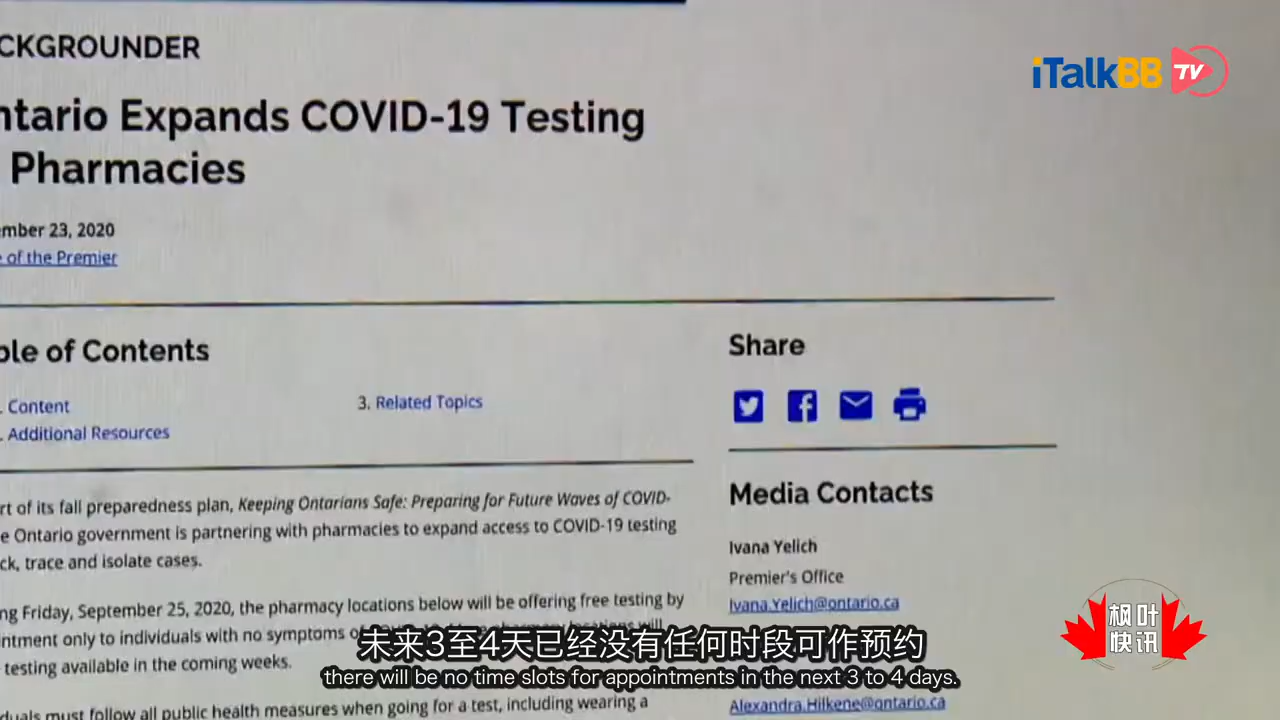 CKGROUNDER
iTalkBB TV
ntario Expands COVID-19 Testing
Pharmacies
mber 23, 2020
of the Premier
ble of Contents
Share
. Content
3. Related Topics
. Additional Resources
Media Contacts
rt of its fall preparedness plan, Keeping Ontarians Safe: Preparing for Future Waves of COVID-
e Ontario government is partnering with pharmacies to expand access to COVID-19 testing
ck, trace and isolate cases.
Ivana Yelich
Premier's Office
Ivana.Yelich@ontario.ca
ng Friday, September 25, 2020, the pharmacy locations below will be offering free testing by
intment only to individuals with no symptoms
testing available in the coming weeks.
枫叶
快讯
未来3至4天已经没有任何时段可作预约
there will be no time slots for appointments in the next 3 to 4 days.
Alexandra.Hilkene@ontario.ca
duals must follow all public health measures when going for a test, including wearing a